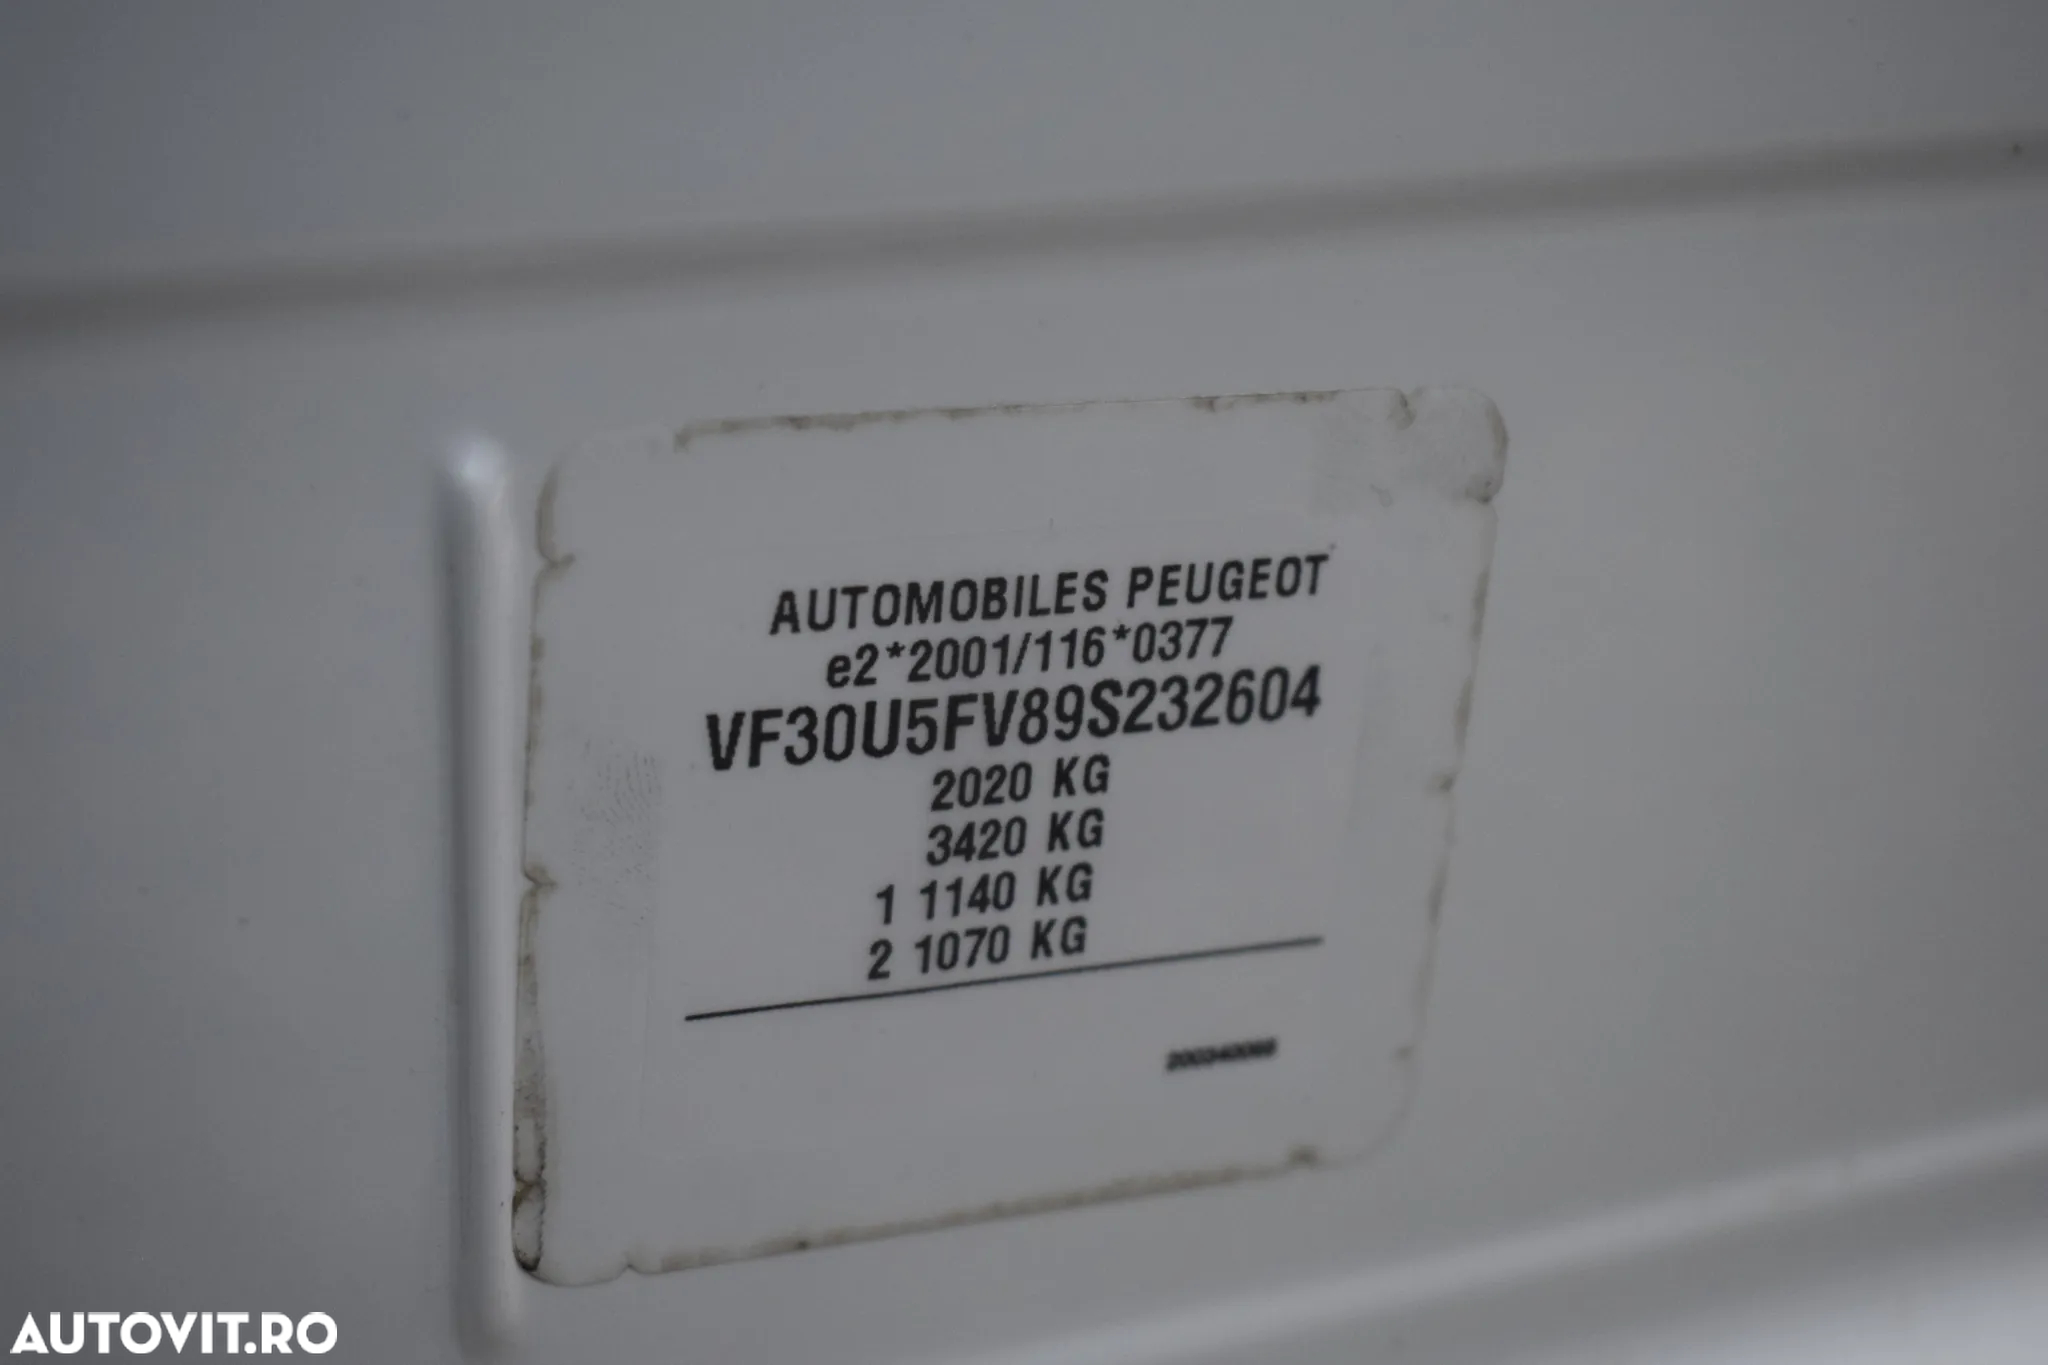 AUTOMOBILES PEUGEOT
e2*2001/116*0377
VF30U5FV89S232604
2020 KG
3420 KG
1 1140 KG
2 1070 KG
AUTOVIT.RO